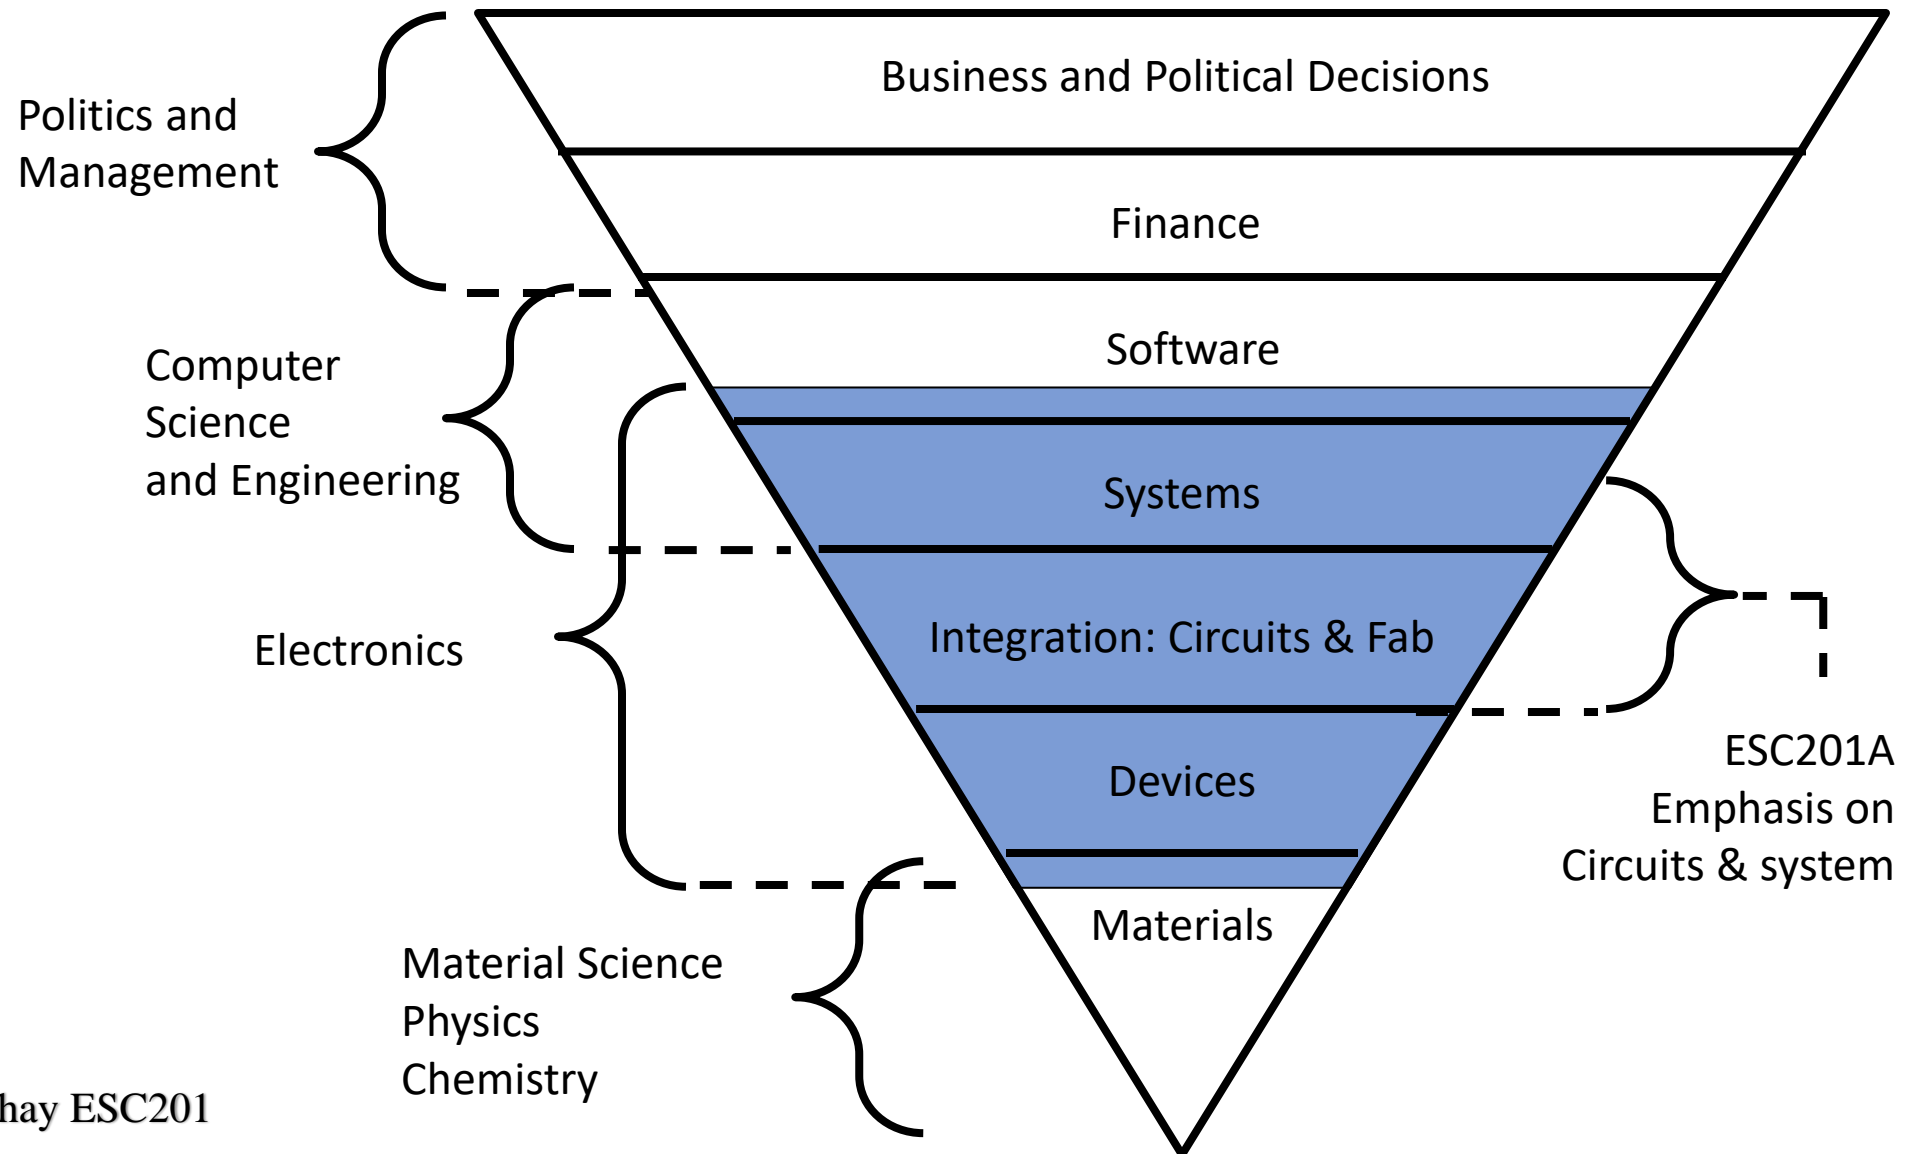 Business and Political Decisions
Politics and
Management
Finance
Software
Computer
Science
and Engineering
Systems
Integration: Circuits & Fab
Electronics
Devices
ESC201A
Emphasis on
Circuits & system
Materials
Material Science
Physics
Chemistry
ESC201